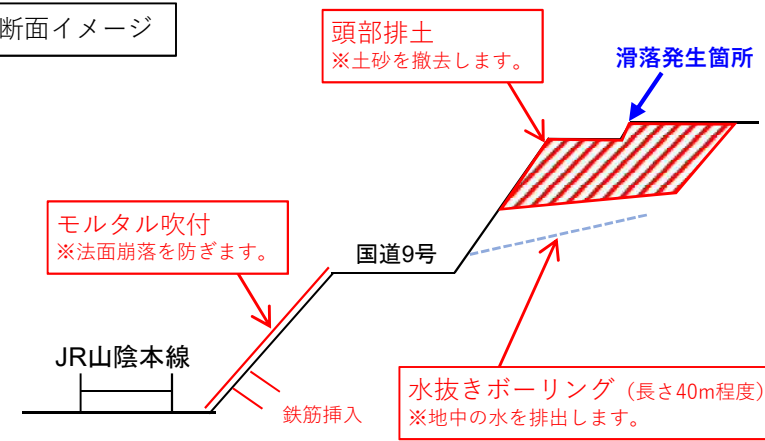 断面イメージ
頭部排土
※土砂を撤去します。
滑落発生箇所
モルタル吹付
※法面崩落を防ぎます。
国道9号
JR山陰本線
鉄筋挿入
水抜きボーリング（長さ40m程度）
※地中の水を排出します。